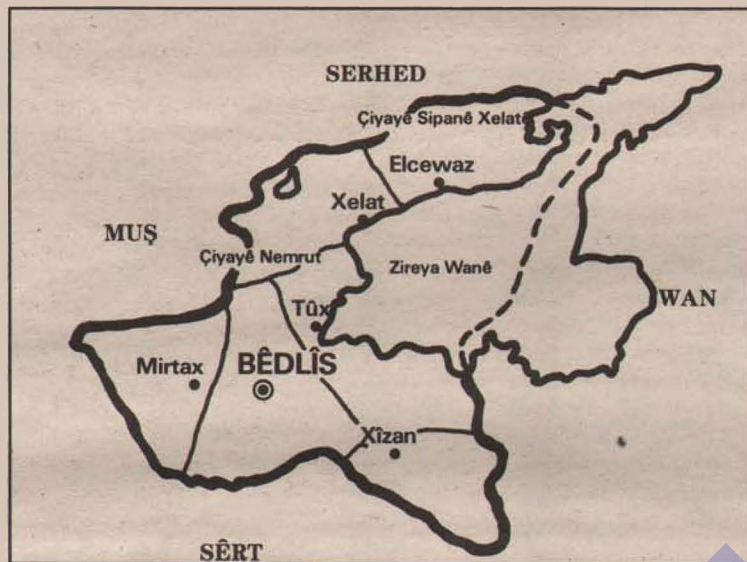 SERHED
Çiyayê Sipanê Xelatê
Elcewaz
Xelat
MUŞ
Çiyayê Nemrut
Zireya Wanê
WAN
Tûx
Mirtax
BÊDLÎS
Xîzan
SÊRT